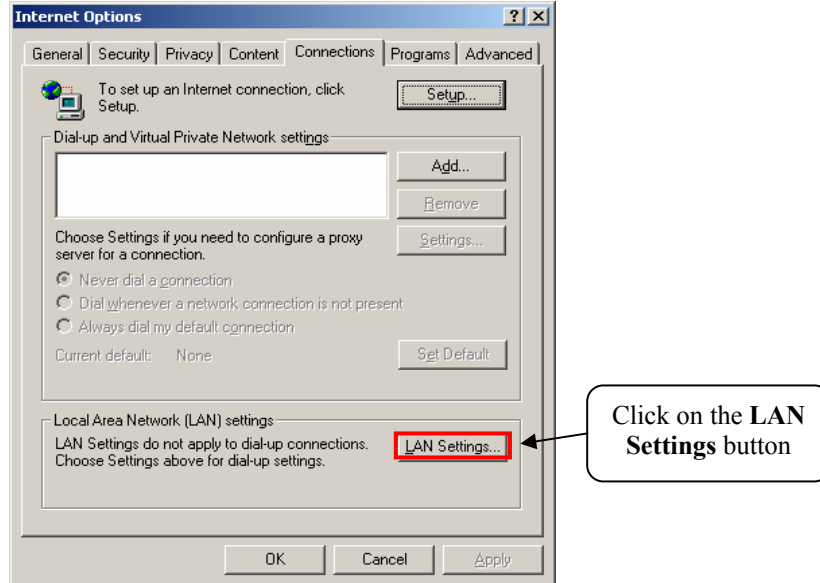 Internet Options
General Security Privacy Content Connections Programs Advanced
To set up an Internet connection, click
Setup.
Setup...
Dial-up and Virtual Private Network settings
Add...
Remove
Choose Settings if you need to configure a proxy
server for a connection.
Settings...
Never dial a connection
Dial whenever a network connection is not present
Always dial my default connection
Current default: None
Set Default
Local Area Network (LAN) settings
LAN Settings do not apply to dial-up connections.
Choose Settings above for dial-up settings.
LAN Settings...
Click on the LAN
Settings button
OK Cancel Apply